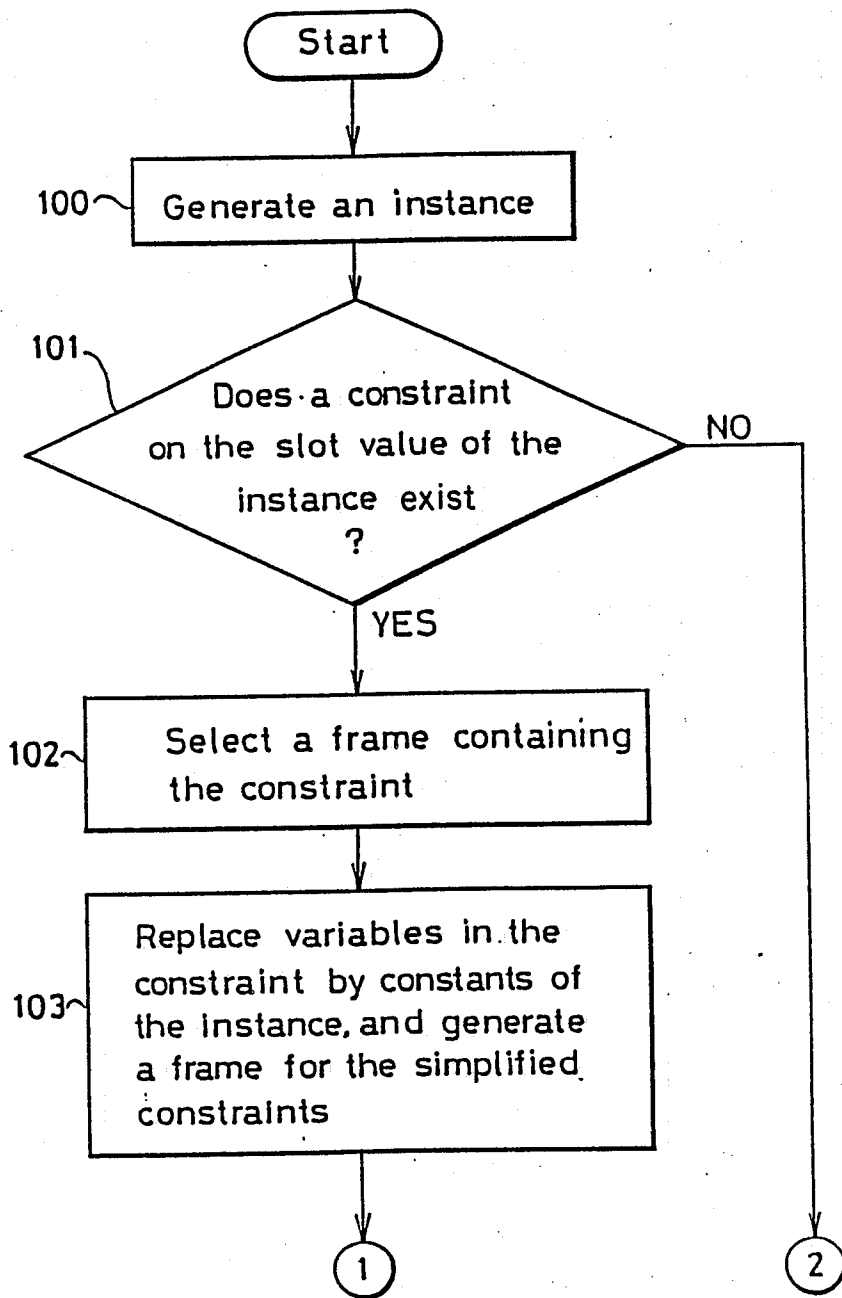 Start
100
Generate an instance
101
Does a constraint
on the slot value of the
instance exist
?
NO
YES
102
Select a frame containing
the constraint
103
Replace variables in the
constraint by constants of
the instance, and generate
a frame for the simplified
constraints
1
2